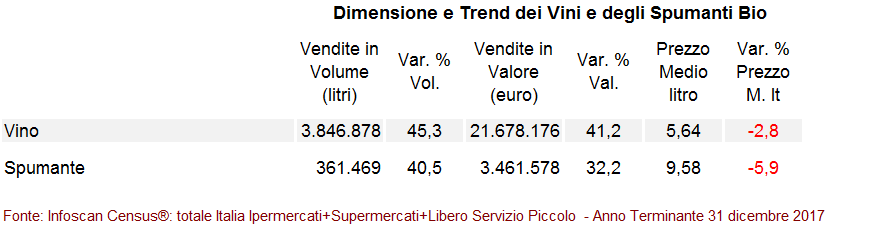 Dimensione e Trend dei Vini e degli Spumanti Bio
Vendite in Volume (litri) Var. % Vol. Vendite in Valore (euro) Var. % Val. Prezzo Medio litro Var. % Prezzo M. lt
Vino 3.846.878 45,3 21.678.176 41,2 5,64 -2,8
Spumante 361.469 40,5 3.461.578 32,2 9,58 -5,9
Fonte: Infoscan Census®: totale Italia Ipermercati+Supermercati+Libero Servizio Piccolo - Anno Terminante 31 dicembre 2017